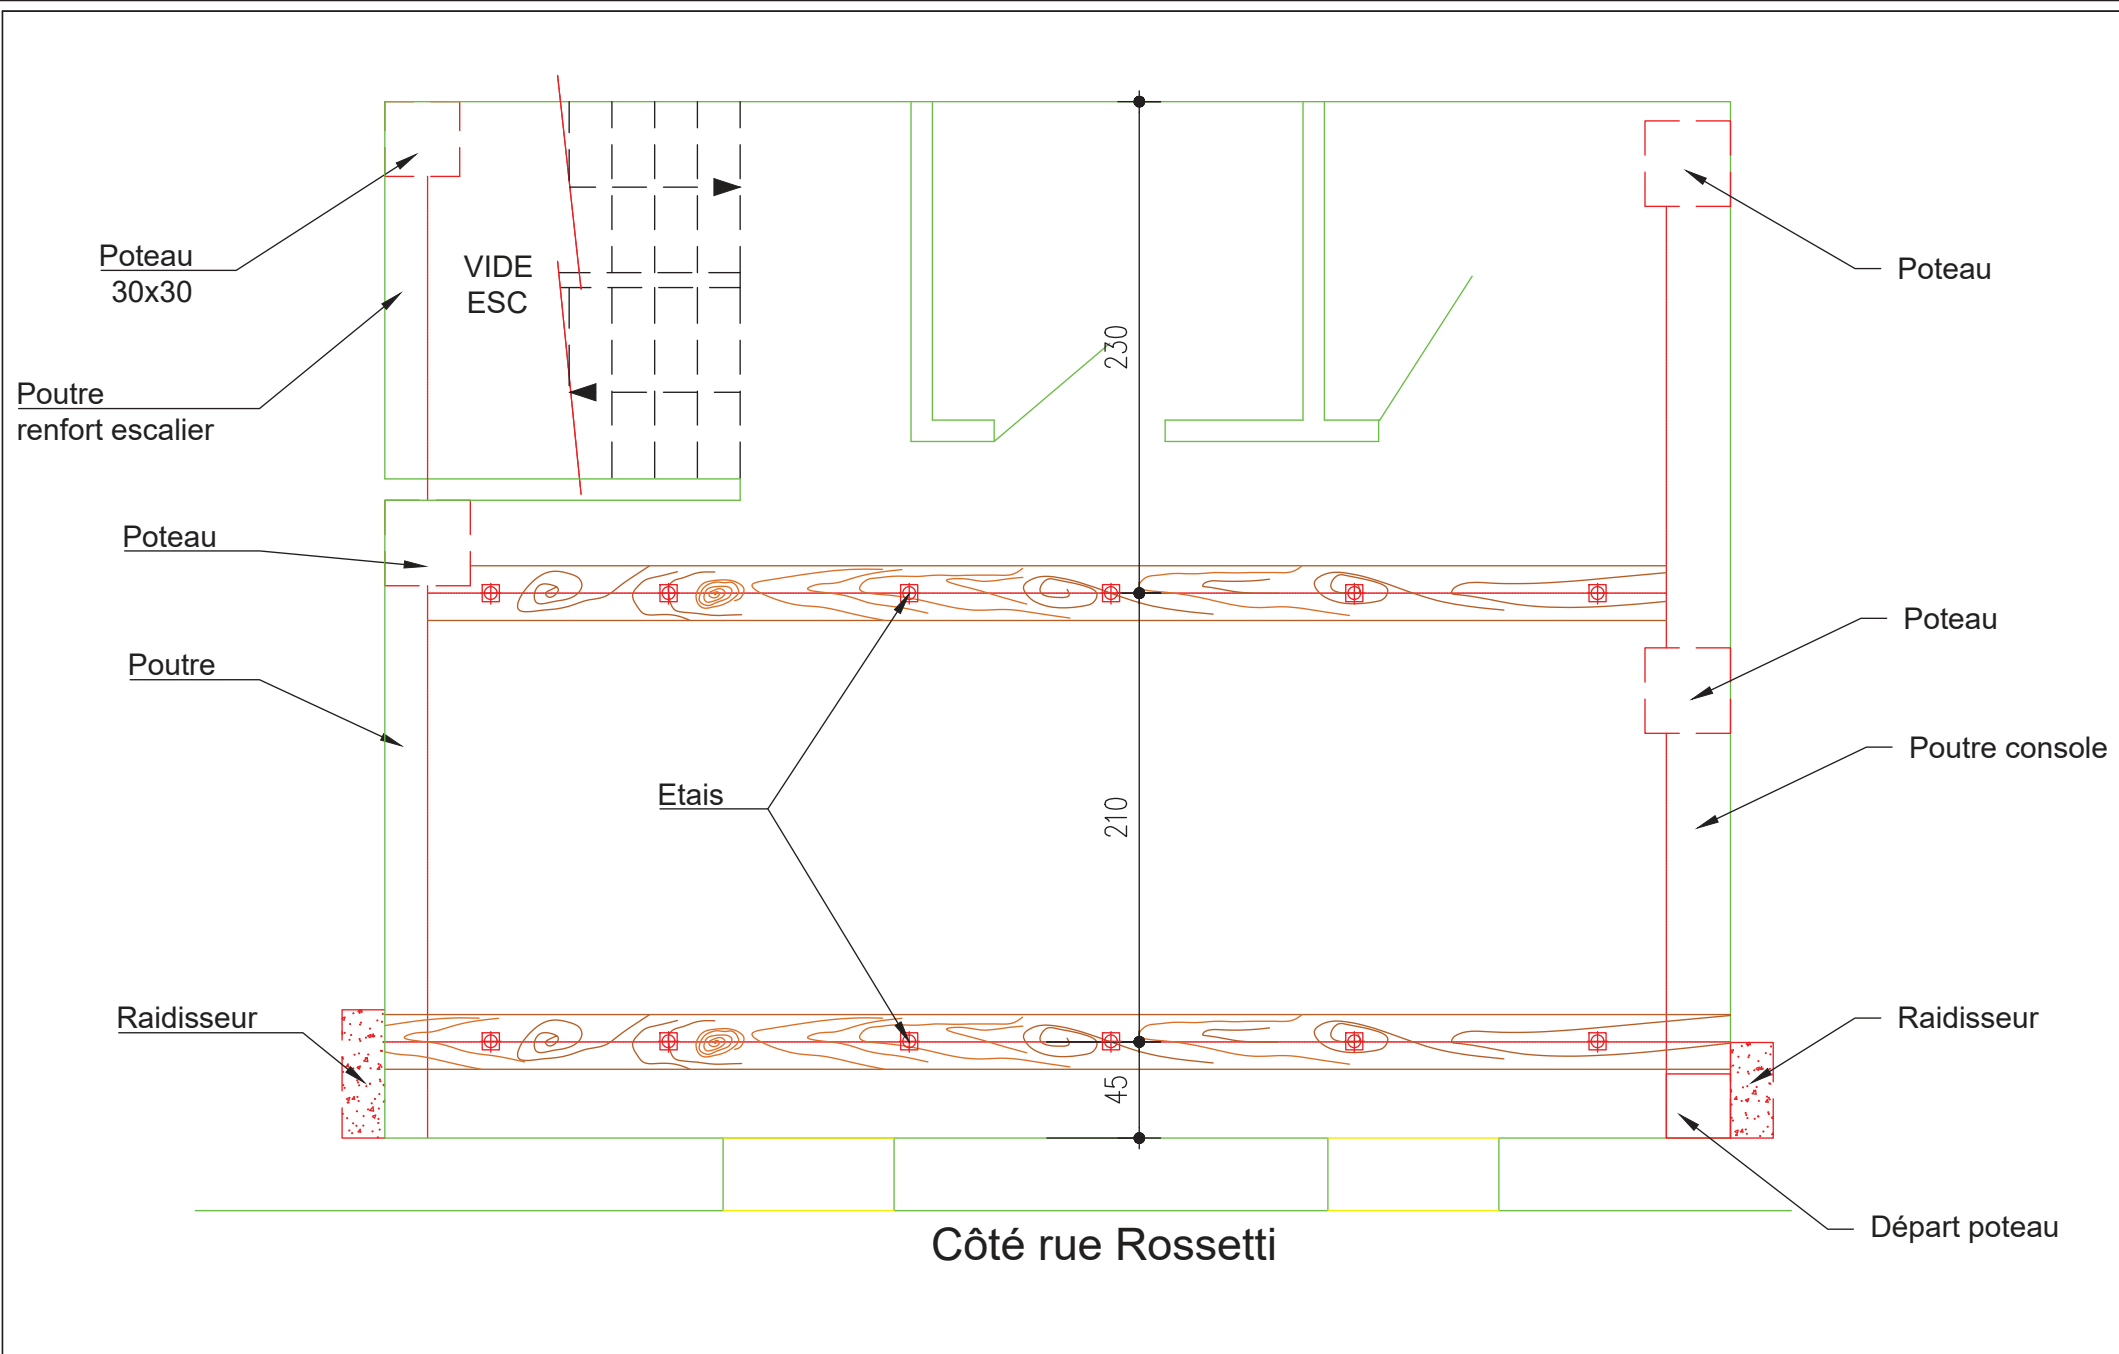 Poteau
30x30
VIDE
ESC
230
Poteau
Poutre
renfort escalier
Poteau
Poteau
Poutre
Poutre console
Etais
210
Raidisseur
Raidisseur
45
Départ poteau
Côté rue Rossetti